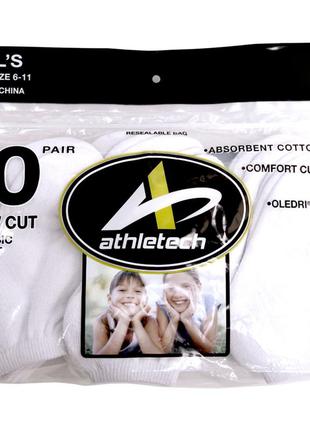 L'S
ZE 6-11
CHINA
RESEALABLE BAG
0 PAIR
CUT
•ABSORBENT COTTO
•COMFORT CU
•OLEDRI®
athletech